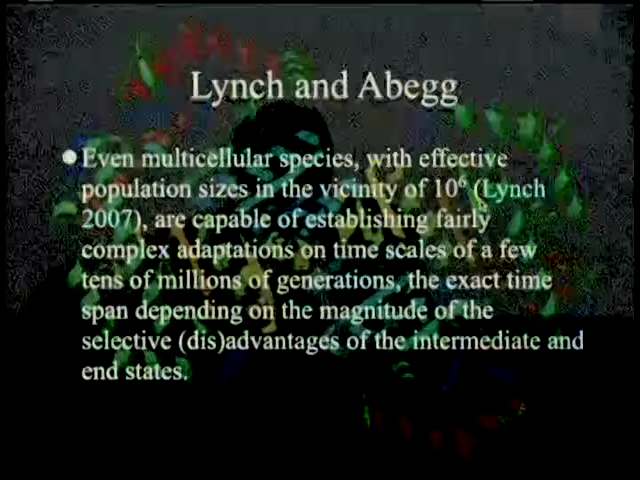 Lynch and Abegg
Even multicellular species, with effective
population sizes in the vicinity of 10⁶ (Lynch
2007), are capable of establishing fairly
complex adaptations on time scales of a few
tens of millions of generations, the exact time
span depending on the magnitude of the
selective (dis)advantages of the intermediate and
end states.